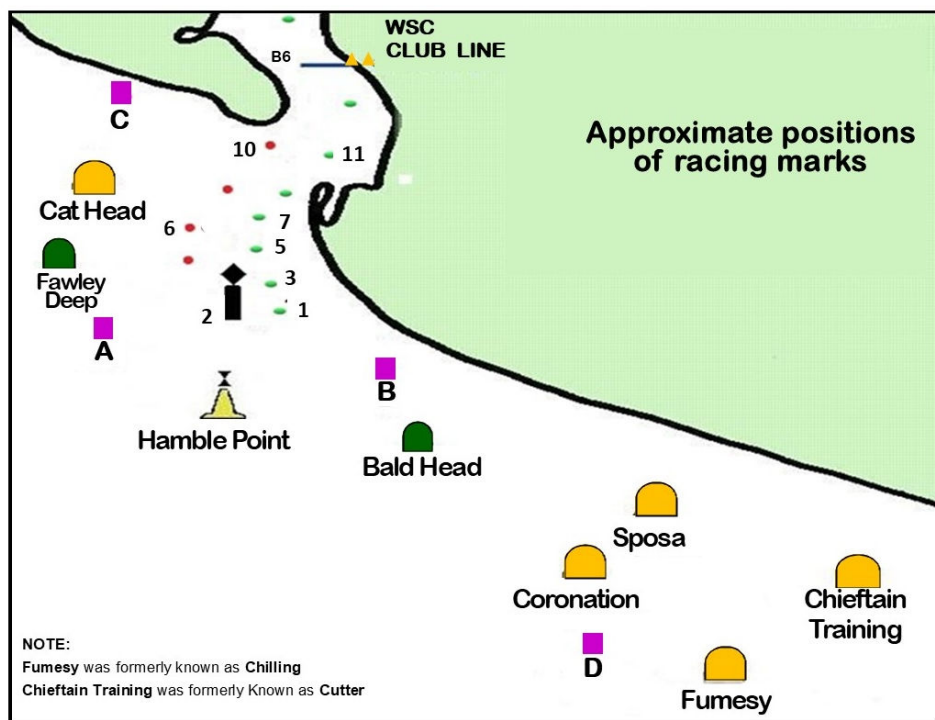 WSC
CLUB LINE
B6
C
10
11
Approximate positions
of racing marks
Cat Head
6
7
5
Fawley
Deep
3
2
1
A
B
Hamble Point
Bald Head
Sposa
Coronation
Chieftain
Training
D
Fumesy
NOTE:
Fumesy was formerly known as Chilling
Chieftain Training was formerly Known as Cutter